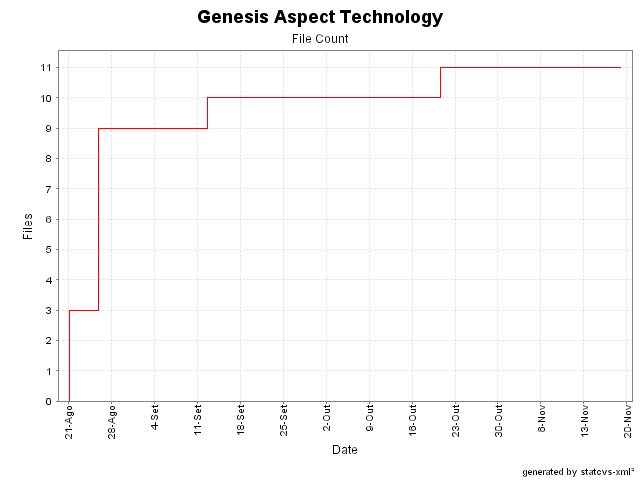 Genesis Aspect Technology
File Count
11
10
9
8
7
6
5
4
3
2
1
0
Files
21-Ago
28-Ago
4-Set
11-Set
18-Set
25-Set
2-Out
9-Out
16-Out
23-Out
30-Out
6-Nov
13-Nov
20-Nov
Date
generated by statcvs-xml²